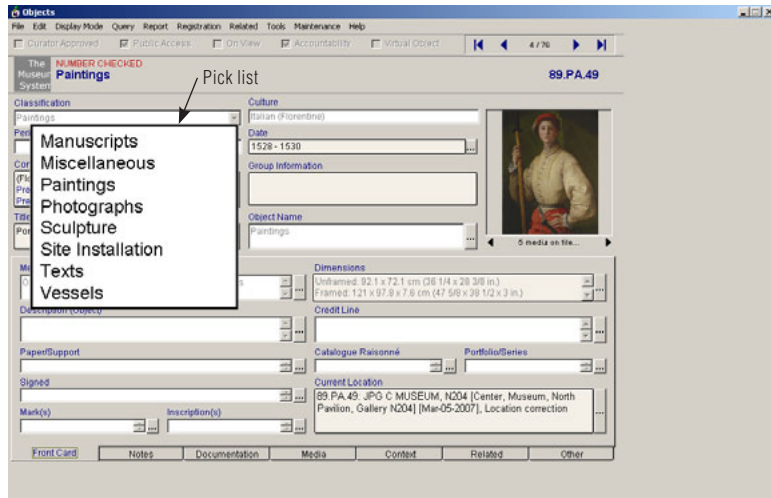 Objects
File Edit Display Mode Query Report Registration Related Tools Maintenance Help
Curator Approved Public Access On View Accountability Virtual Object 4 / 76
The Museum System
NUMBER CHECKED
Paintings
89.PA.49
Pick list
Classification
Paintings
Culture
Italian (Florentine)
Date
1528 - 1530
Group Information
Object Name
Paintings
5 media on file...
Manuscripts
Miscellaneous
Paintings
Photographs
Sculpture
Site Installation
Texts
Vessels
Dimensions
Unframed: 92.1 x 72.1 cm (36 1/4 x 28 3/8 in.)
Framed: 121 x 97.8 x 7.6 cm (47 5/8 x 38 1/2 x 3 in.)
Description (Object)
Credit Line
Paper/Support
Catalogue Raisonné
Portfolio/Series
Signed
Current Location
89.PA.49: JPG C MUSEUM, N204 [Center, Museum, North
Pavilion, Gallery N204] [Mar-05-2007], Location correction
Mark(s)
Inscription(s)
Front Card Notes Documentation Media Context Related Other